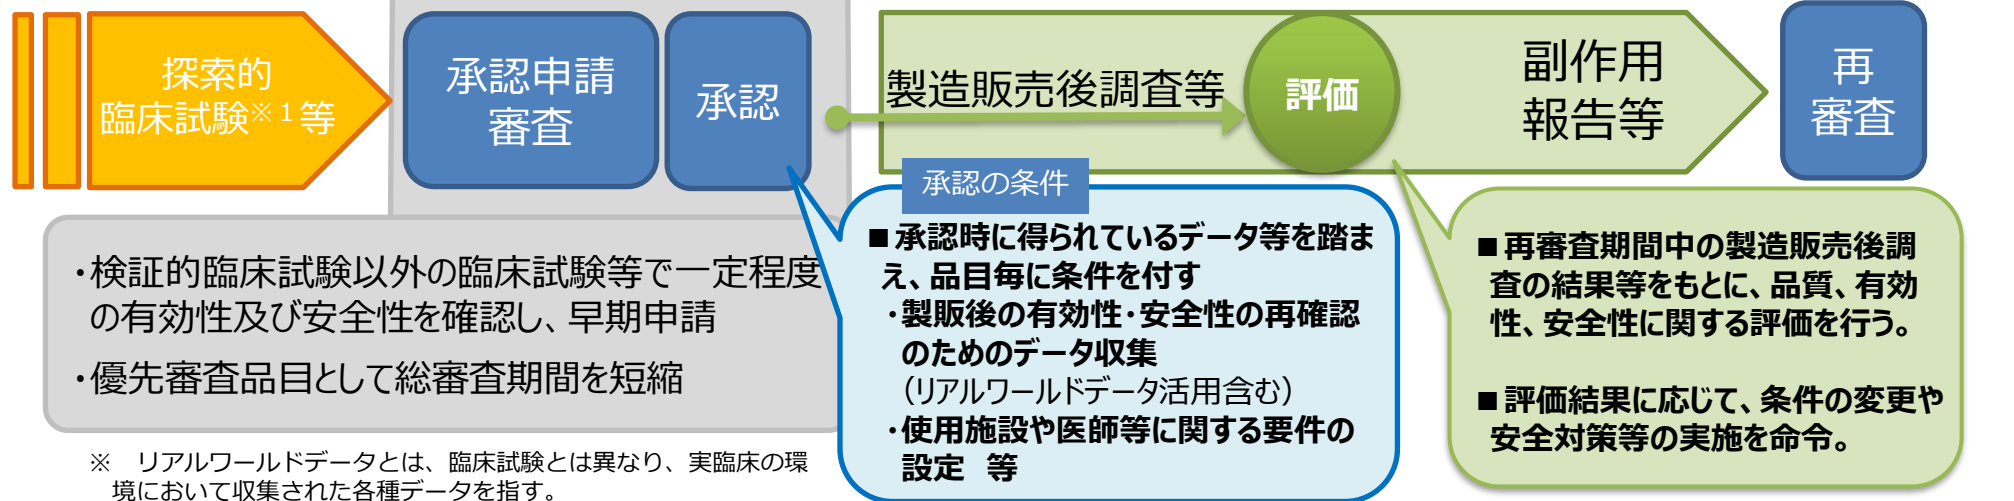 探索的
臨床試験※１等
承認申請
審査
承認
製造販売後調査等
評価
副作用
報告等
再
審査
・検証的臨床試験以外の臨床試験等で一定程度
の有効性及び安全性を確認し、早期申請
・優先審査品目として総審査期間を短縮
※　リアルワールドデータとは、臨床試験とは異なり、実臨床の環
境において収集された各種データを指す。
承認の条件
■承認時に得られているデータ等を踏ま
え、品目毎に条件を付す
・製販後の有効性・安全性の再確認
のためのデータ収集
（リアルワールドデータ活用含む）
・使用施設や医師等に関する要件の
設定　等
■再審査期間中の製造販売後調
査の結果等をもとに、品質、有効
性、安全性に関する評価を行う。
■評価結果に応じて、条件の変更や
安全対策等の実施を命令。